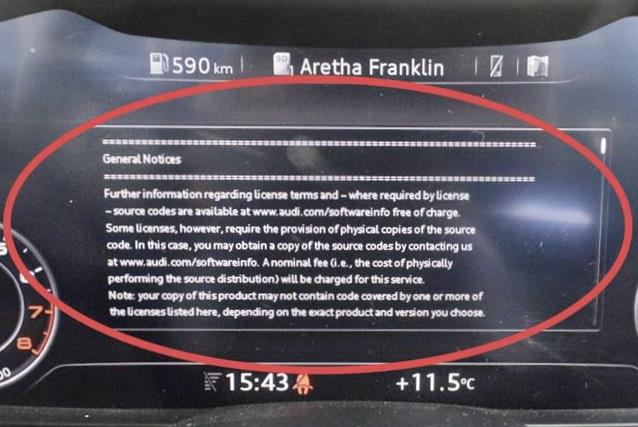 590 km
SD 1 Aretha Franklin
==================================================
General Notices
==================================================
Further information regarding license terms and – where required by license
– source codes are available at www.audi.com/softwareinfo free of charge.
Some licenses, however, require the provision of physical copies of the source
code. In this case, you may obtain a copy of the source codes by contacting us
at www.audi.com/softwareinfo. A nominal fee (i.e., the cost of physically
performing the source distribution) will be charged for this service.
Note: your copy of this product may not contain code covered by one or more of
the licenses listed here, depending on the exact product and version you choose.
6
7
8
15:43
+11.5°C